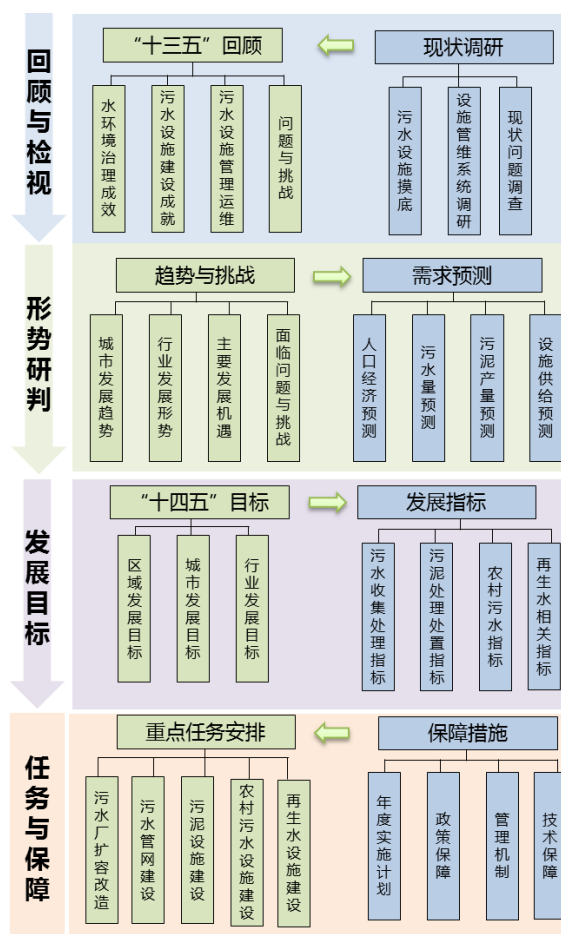 回顾与检视
“十三五”回顾
现状调研
水环境治理成效
污水设施建设成就
污水设施管理运维
问题与挑战
污水设施摸底
设施管维系统调研
现状问题调查
形势研判
趋势与挑战
需求预测
城市发展趋势
行业发展形势
主要发展机遇
面临问题与挑战
人口经济预测
污水量预测
污泥产量预测
设施供给预测
发展目标
“十四五”目标
发展指标
区域发展目标
城市发展目标
行业发展目标
污水收集处理指标
污泥处理处置指标
农村污水指标
再生水相关指标
任务与保障
重点任务安排
保障措施
污水厂扩容改造
污水管网建设
污泥设施建设
农村污水设施建设
再生水设施建设
年度实施计划
政策保障
管理机制
技术保障